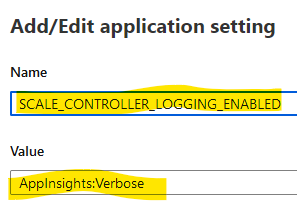 Add/Edit application setting
Name
SCALE_CONTROLLER_LOGGING_ENABLED
Value
AppInsights:Verbose